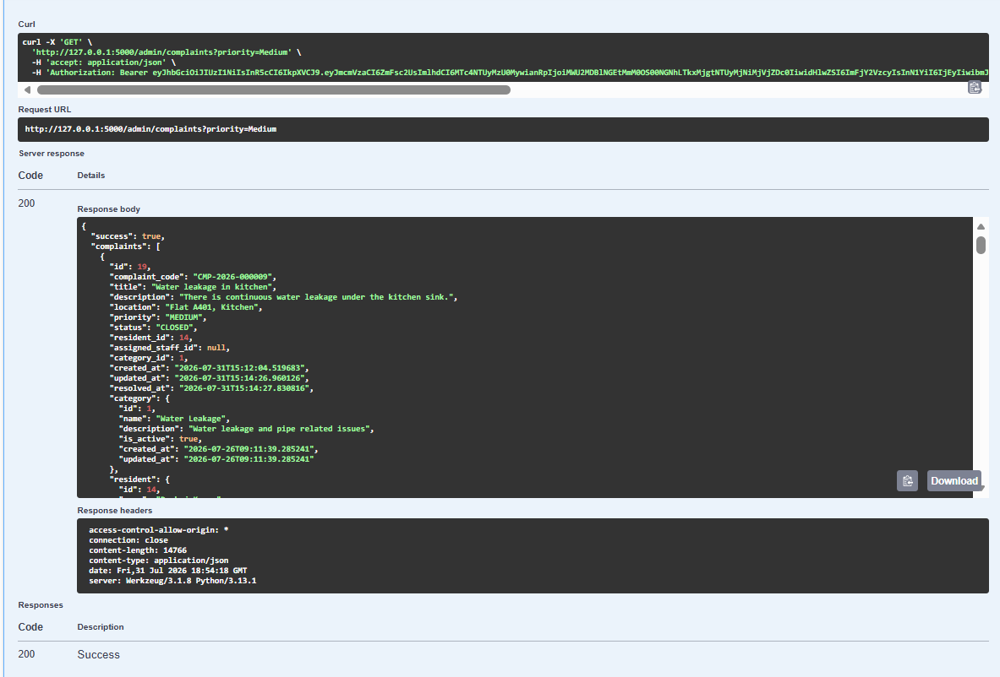 Curl
curl -X 'GET' \
  'http://127.0.0.1:5000/admin/complaints?priority=Medium' \
  -H 'accept: application/json' \
  -H 'Authorization: Bearer
Request URL
http://127.0.0.1:5000/admin/complaints?priority=Medium
Server response
Code Details
200
Response body
{
  "success": true,
  "complaints": [
    {
      "id": 19,
      "complaint_code": "CMP-2026-000009",
      "title": "Water leakage in kitchen",
      "description": "There is continuous water leakage under the kitchen sink.",
      "location": "Flat A401, Kitchen",
      "priority": "MEDIUM",
      "status": "CLOSED",
      "resident_id": 14,
      "assigned_staff_id": null,
      "category_id": 1,
      "created_at": "2026-07-31T15:12:04.519683",
      "updated_at": "2026-07-31T15:14:26.960126",
      "resolved_at": "2026-07-31T15:14:27.830816",
      "category": {
        "id": 1,
        "name": "Water Leakage",
        "description": "Water leakage and pipe related issues",
        "is_active": true,
        "created_at": "2026-07-26T09:11:39.285241",
        "updated_at": "2026-07-26T09:11:39.285241"
      },
      "resident": {
        "id": 14,
Download
Response headers
access-control-allow-origin: *
connection: close
content-length: 14766
content-type: application/json
date: Fri,31 Jul 2026 18:54:18 GMT
server: Werkzeug/3.1.8 Python/3.13.1
Responses
Code Description
200 Success